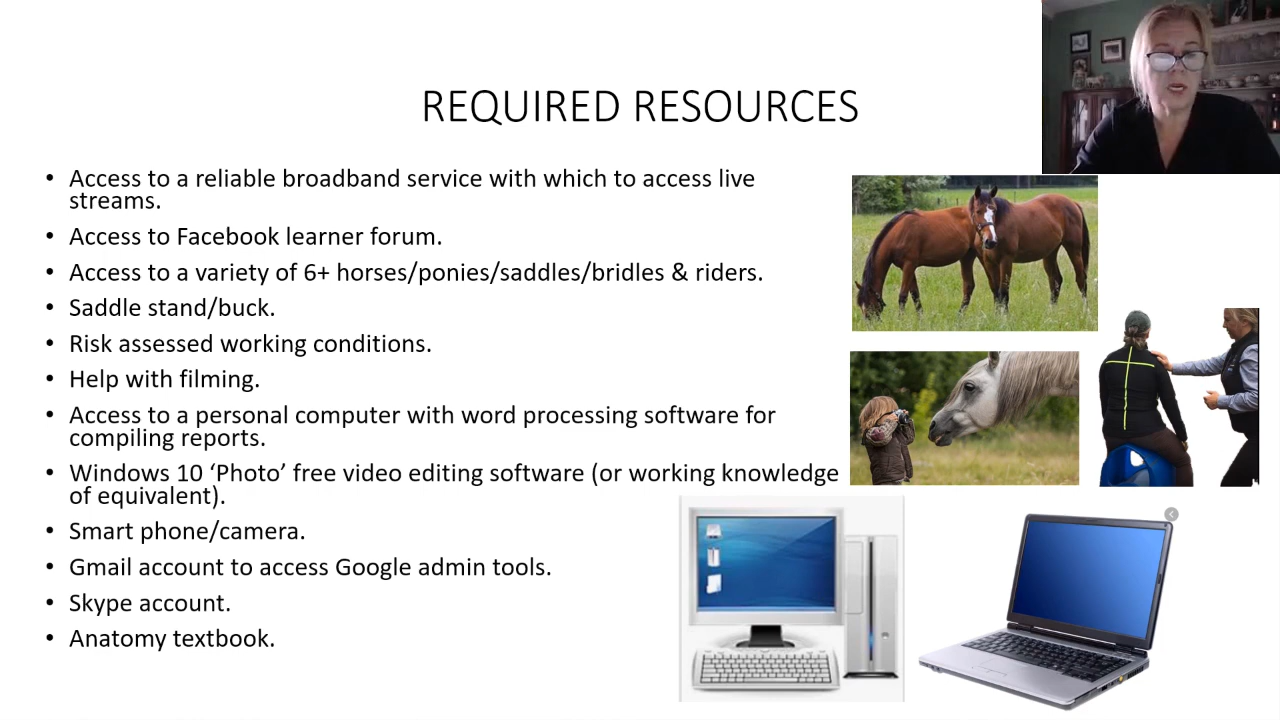 REQUIRED RESOURCES
• Access to a reliable broadband service with which to access live
streams.
• Access to Facebook learner forum.
• Access to a variety of 6+ horses/ponies/saddles/bridles & riders.
• Saddle stand/buck.
• Risk assessed working conditions.
• Help with filming.
• Access to a personal computer with word processing software for
compiling reports.
• Windows 10 ‘Photo’ free video editing software (or working knowledge
of equivalent).
• Smart phone/camera.
• Gmail account to access Google admin tools.
• Skype account.
• Anatomy textbook.